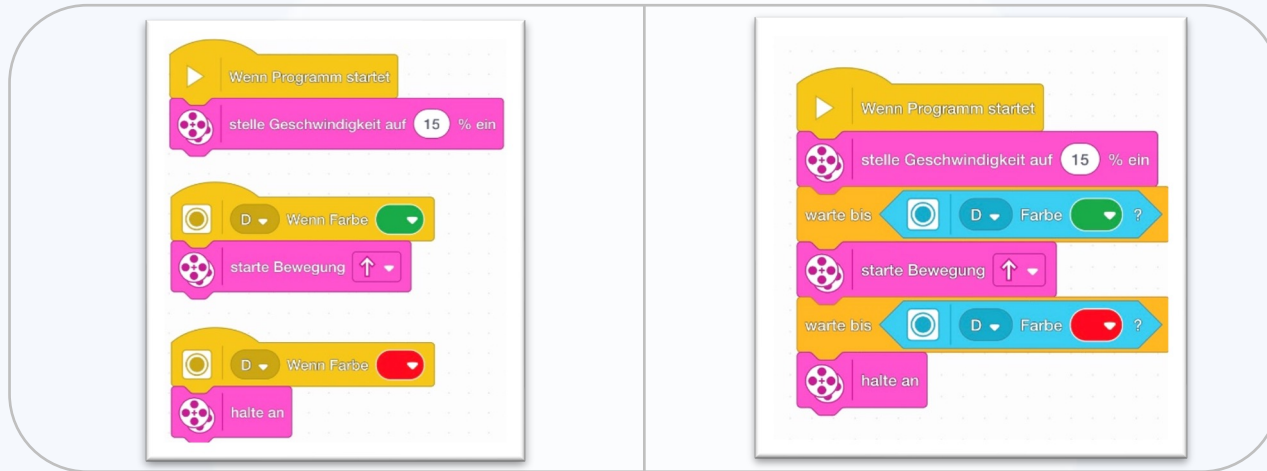 Wenn Programm startet
stelle Geschwindigkeit auf 15 % ein
D Wenn Farbe
starte Bewegung
D Wenn Farbe
halte an
Wenn Programm startet
stelle Geschwindigkeit auf 15 % ein
warte bis D Farbe ?
starte Bewegung
warte bis D Farbe ?
halte an